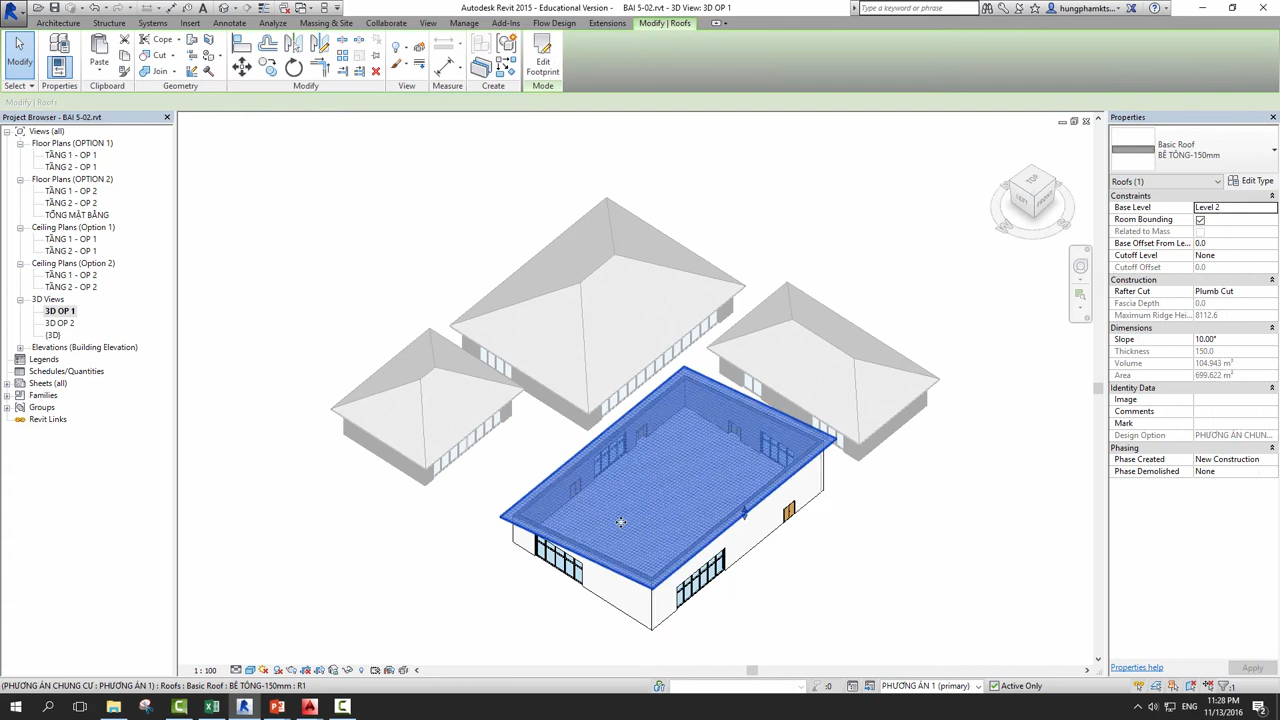 Autodesk Revit 2015 - Educational Version - BAI 5-02.rvt - 3D View: 3D OP 1
Type a keyword or phrase
hungphamkts...
Architecture Structure Systems Insert Annotate Analyze Massing & Site Collaborate View Manage Add-Ins Flow Design Extensions Modify | Roofs
Modify
Paste
Cope
Cut
Join
Edit
Footprint
Select Properties Clipboard Geometry Modify View Measure Create Mode
Modify | Roofs
Project Browser - BAI 5-02.rvt
Views (all)
Floor Plans (OPTION 1)
TẦNG 1 - OP 1
TẦNG 2 - OP 1
Floor Plans (OPTION 2)
TẦNG 1 - OP 2
TẦNG 2 - OP 2
TỔNG MẶT BẰNG
Ceiling Plans (Option 1)
TẦNG 1 - OP 1
TẦNG 2 - OP 1
Ceiling Plans (Option 2)
TẦNG 1 - OP 2
TẦNG 2 - OP 2
3D Views
3D OP 1
3D OP 2
{3D}
Elevations (Building Elevation)
Legends
Schedules/Quantities
Sheets (all)
Families
Groups
Revit Links
TOP
LEFT
FRONT
Properties
Basic Roof
BÊ TÔNG-150mm
Roofs (1)
Edit Type
Constraints
Base Level Level 2
Room Bounding
Related to Mass
Base Offset From Le... 0.0
Cutoff Level None
Cutoff Offset 0.0
Construction
Rafter Cut Plumb Cut
Fascia Depth 0.0
Maximum Ridge Hei... 8112.6
Dimensions
Slope 10.00°
Thickness 150.0
Volume 104.943 m³
Area 699.622 m²
Identity Data
Image
Comments
Mark
Design Option PHƯƠNG ÁN CH...
Phasing
Phase Created New Construction
Phase Demolished None
Properties help
Apply
1 : 100
(PHƯƠNG ÁN CHUNG CƯ : PHƯƠNG ÁN 1) : Roofs : Basic Roof : BÊ TÔNG-150mm : R1
:0
PHƯƠNG ÁN 1 (primary)
Active Only
:1
ENG
11:28 PM
11/13/2016